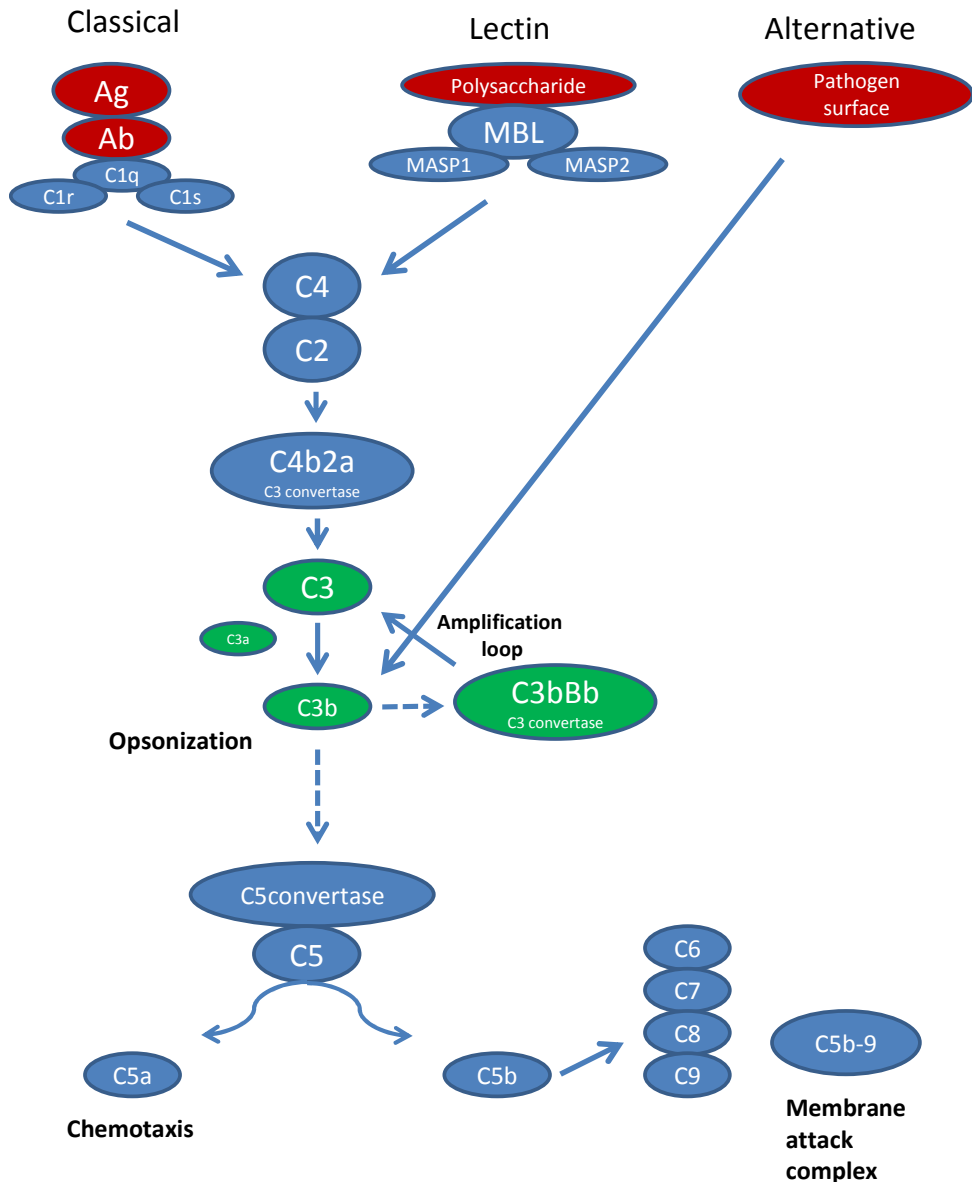 Classical
Lectin
Alternative
Ag
Ab
C1q
C1r
C1s
Polysaccharide
MBL
MASP1
MASP2
Pathogen
surface
C4
C2
C4b2a
C3 convertase
C3
C3a
Amplification
loop
C3b
C3bBb
C3 convertase
Opsonization
C5convertase
C5
C5a
Chemotaxis
C5b
C6
C7
C8
C9
C5b-9
Membrane
attack
complex